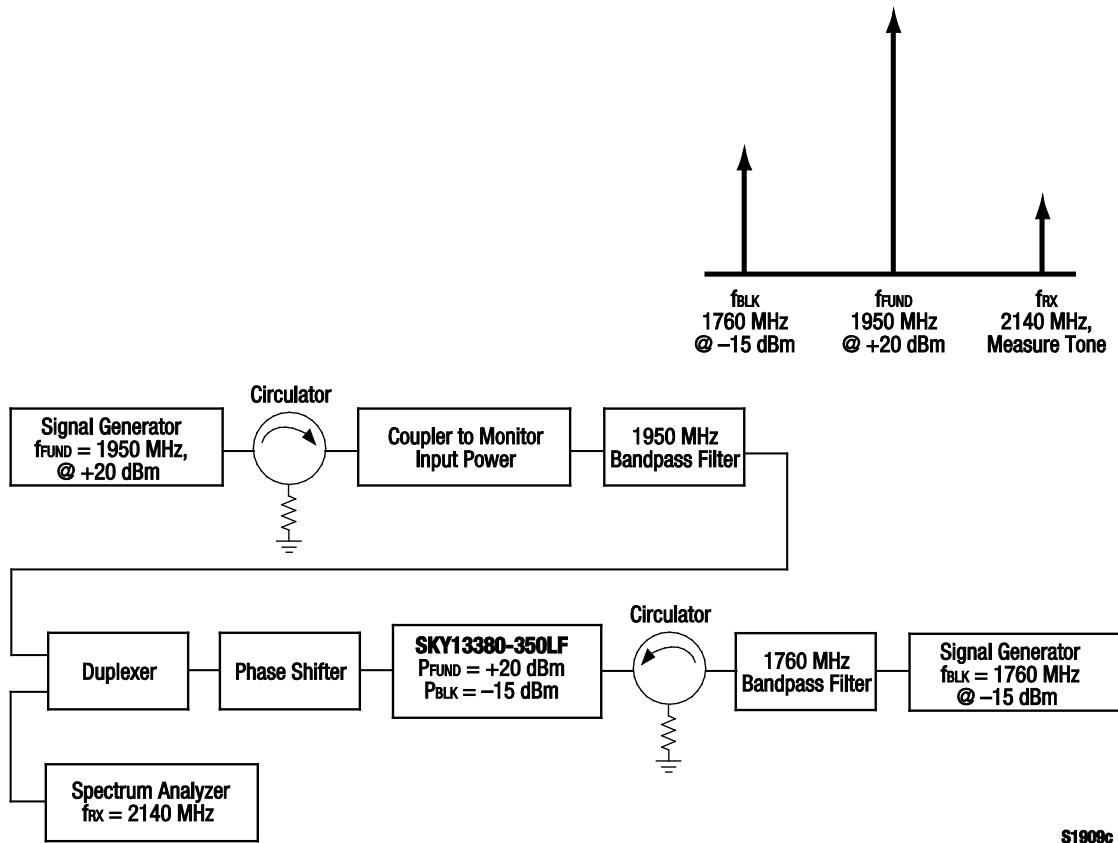 fBLK
1760 MHz
@ –15 dBm
fFUND
1950 MHz
@ +20 dBm
fRX
2140 MHz,
Measure Tone
Signal Generator
fFUND = 1950 MHz,
@ +20 dBm
Circulator
Coupler to Monitor
Input Power
1950 MHz
Bandpass Filter
Duplexer
Phase Shifter
SKY13380-350LF
PFUND = +20 dBm
PBLK = –15 dBm
Circulator
1760 MHz
Bandpass Filter
Signal Generator
fBLK = 1760 MHz
@ –15 dBm
Spectrum Analyzer
fRX = 2140 MHz
S1909c